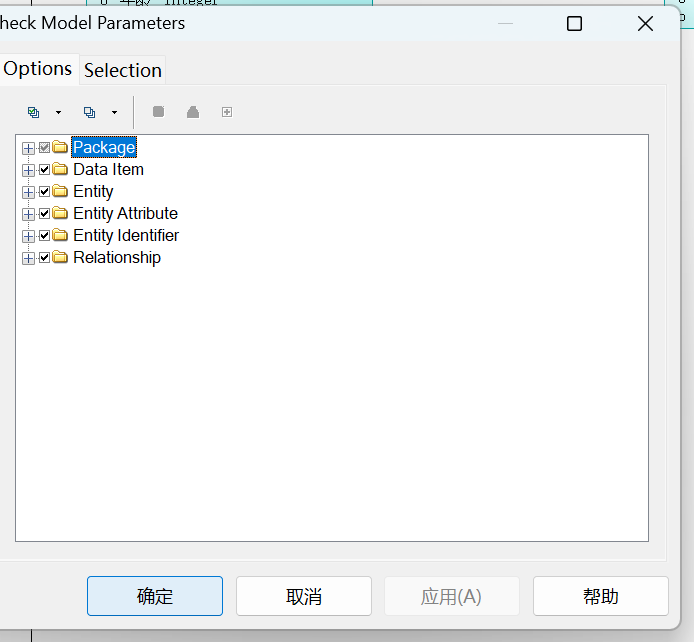 Integer
heck Model Parameters
Options Selection
Package
Data Item
Entity
Entity Attribute
Entity Identifier
Relationship
确定 取消 应用(A) 帮助